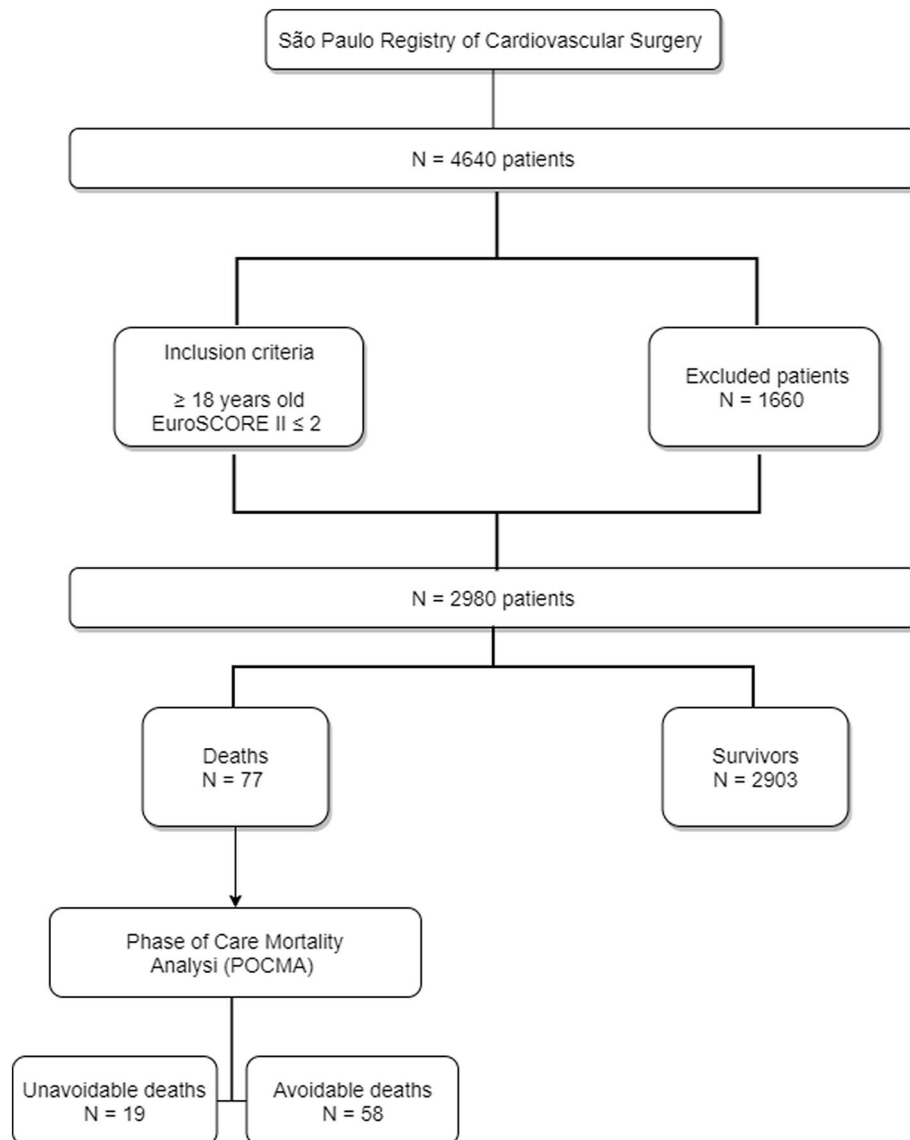 São Paulo Registry of Cardiovascular Surgery
N = 4640 patients
Inclusion criteria
≥ 18 years old
EuroSCORE II ≤ 2
Excluded patients
N = 1660
N = 2980 patients
Deaths
N = 77
Survivors
N = 2903
Phase of Care Mortality
Analysi (POCMA)
Unavoidable deaths
N = 19
Avoidable deaths
N = 58